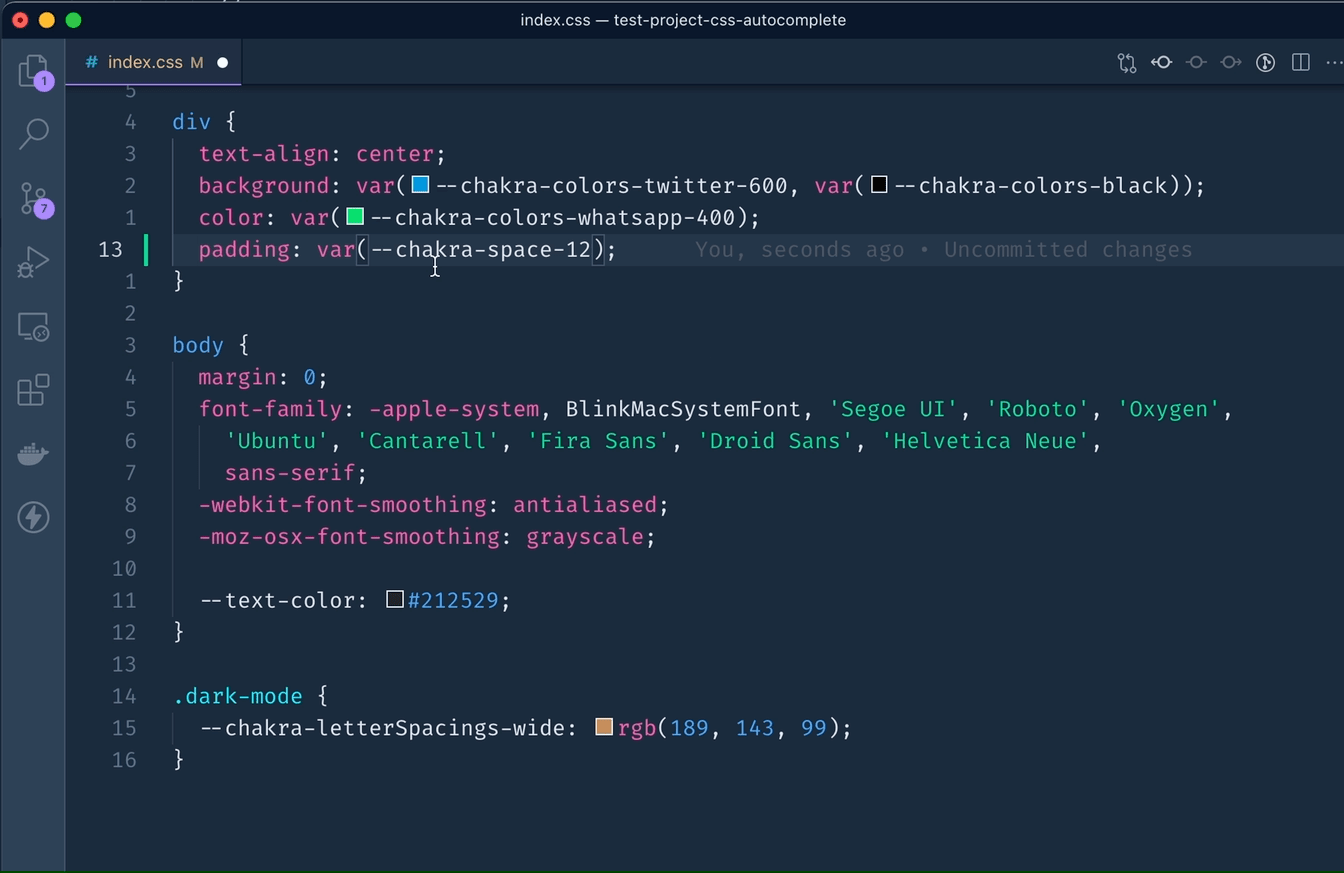 index.css — test-project-css-autocomplete
# index.css M
1
7
5
4 div {
3 text-align: center;
2 background: var(--chakra-colors-twitter-600, var(--chakra-colors-black));
1 color: var(--chakra-colors-whatsapp-400);
13 padding: var(--chakra-space-12); You, seconds ago • Uncommitted changes
1 }
2
3 body {
4 margin: 0;
5 font-family: -apple-system, BlinkMacSystemFont, 'Segoe UI', 'Roboto', 'Oxygen',
6 'Ubuntu', 'Cantarell', 'Fira Sans', 'Droid Sans', 'Helvetica Neue',
7 sans-serif;
8 -webkit-font-smoothing: antialiased;
9 -moz-osx-font-smoothing: grayscale;
10
11 --text-color: #212529;
12 }
13
14 .dark-mode {
15 --chakra-letterSpacings-wide: rgb(189, 143, 99);
16 }